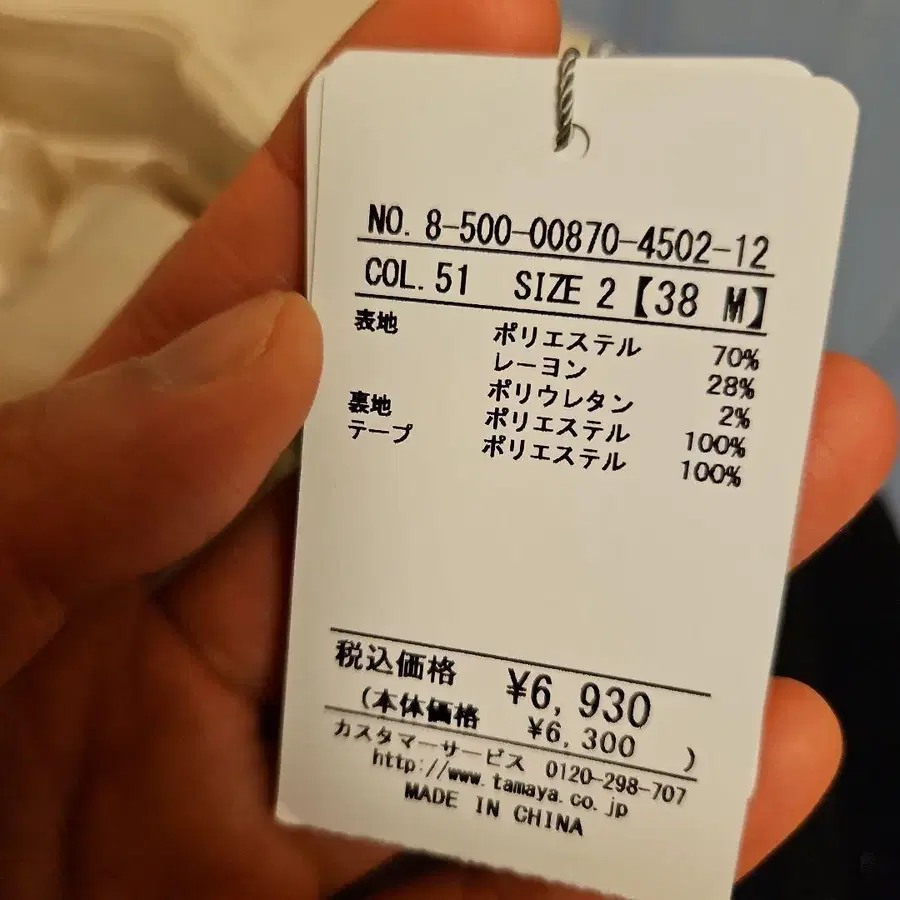 NO. 8-500-00870-4502-12
COL. 51 SIZE 2【38 M】
表地 ポリエステル 70%
レーヨン 28%
ポリウレタン 2%
裏地 ポリエステル 100%
テープ ポリエステル 100%
税込価格 ¥6,930
(本体価格 ¥6,300 )
カスタマーサービス 0120-298-707
http://www.tamaya.co.jp
MADE IN CHINA